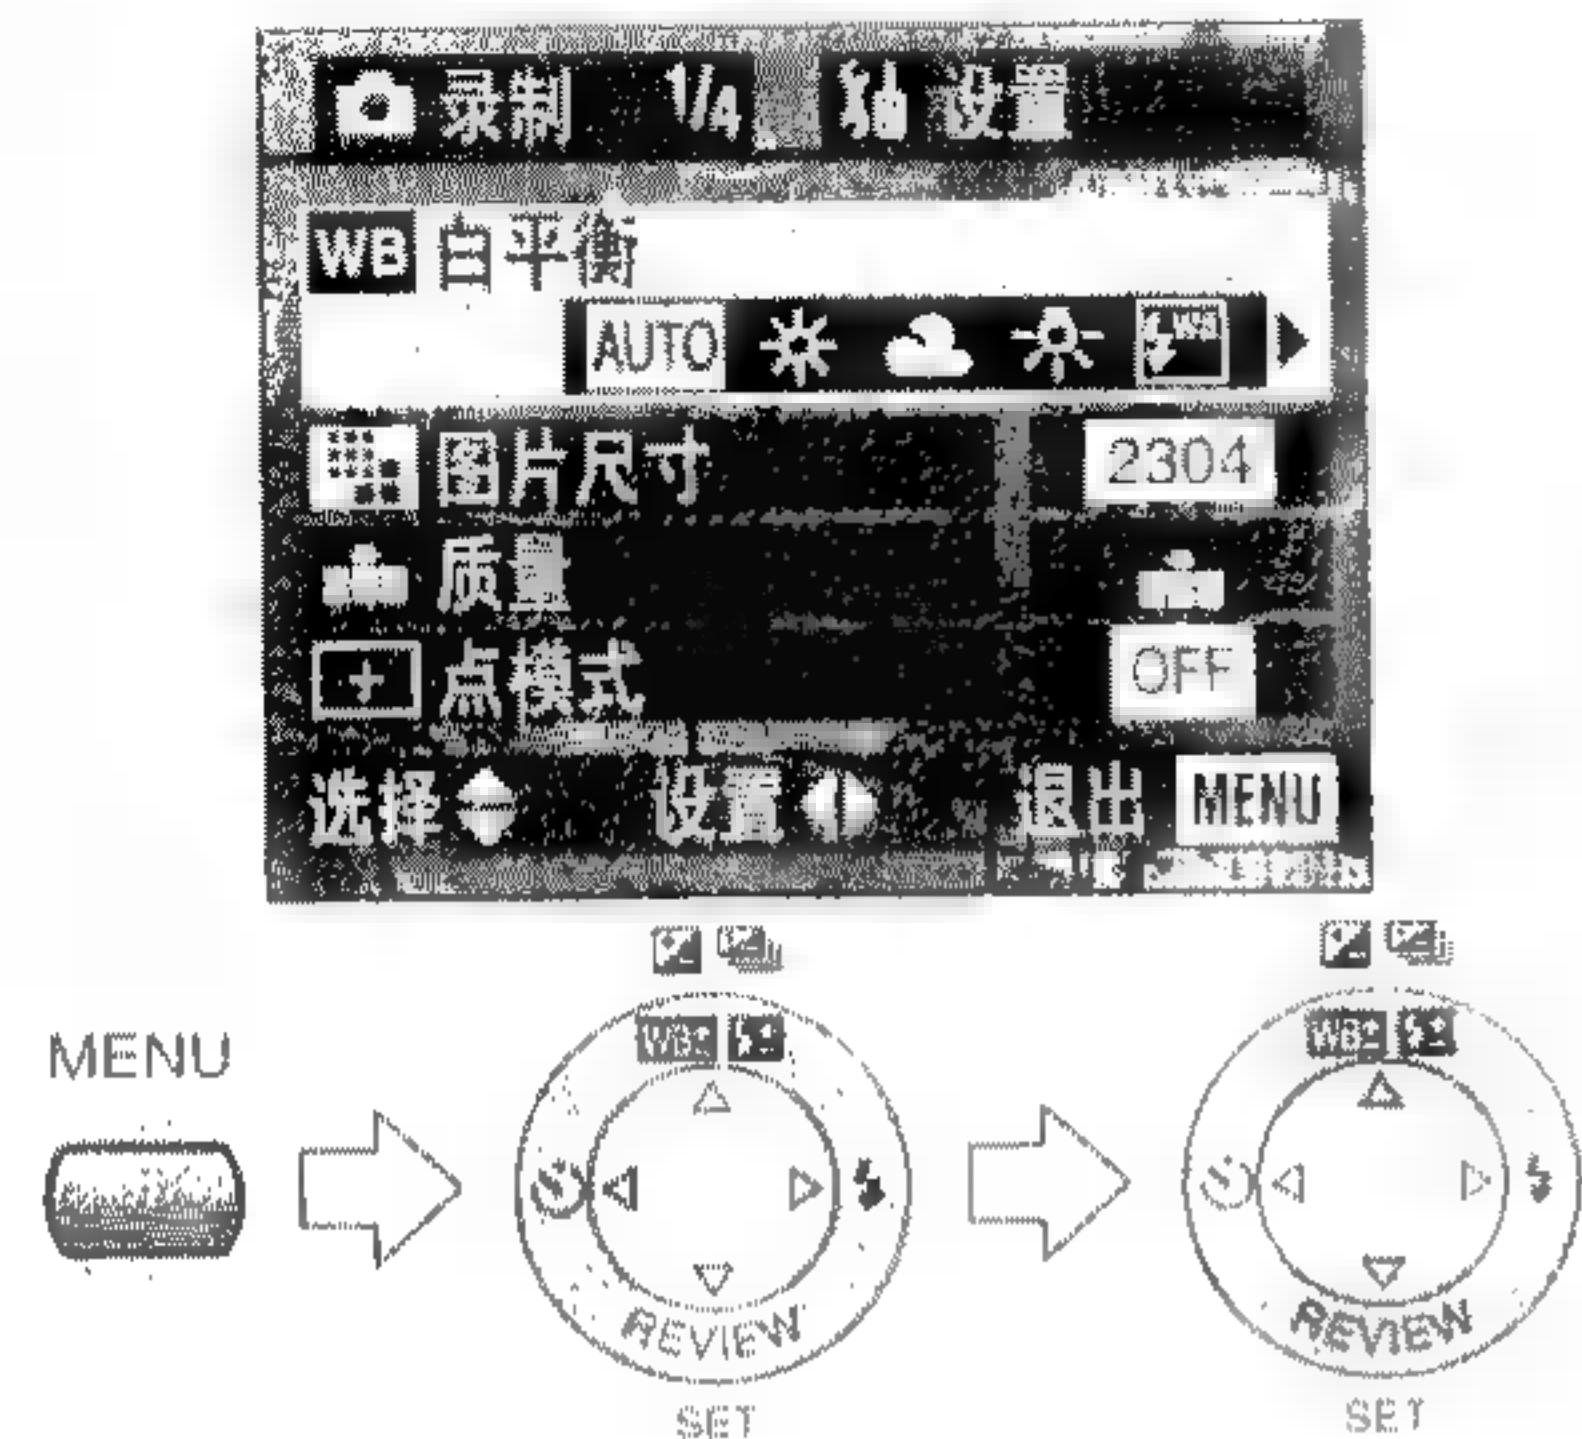 录制 1/4 设置
WB 白平衡
AUTO WB
图片尺寸 2304
质量
点模式 OFF
选择 设置 退出 MENU
MENU
WB± ±
REVIEW
SET
WB± ±
REVIEW
SET